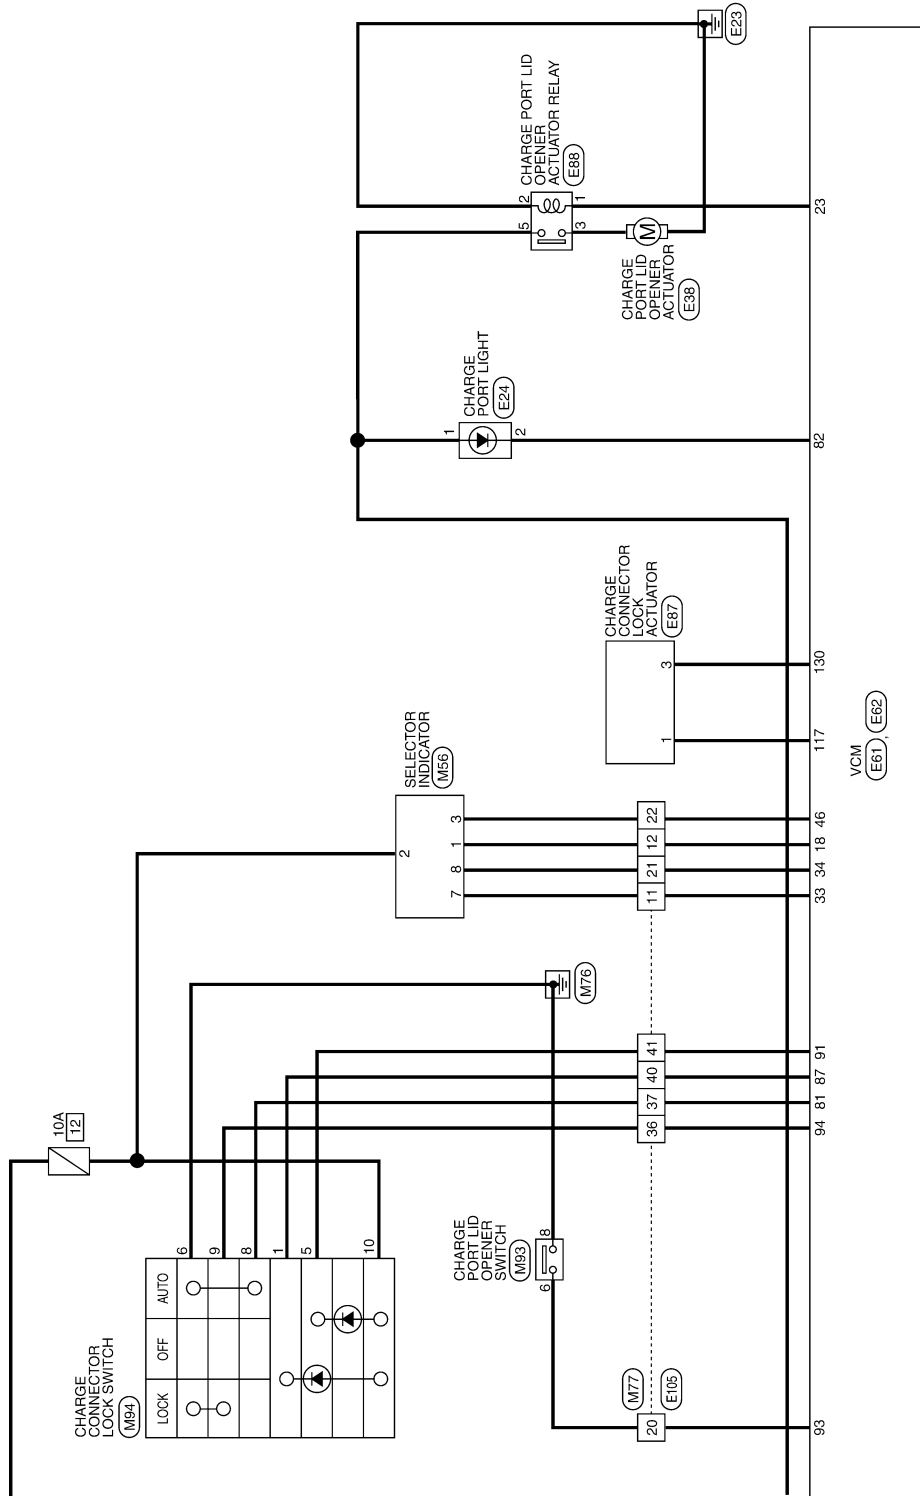 E23
CHARGE PORT LID
OPENER
ACTUATOR RELAY
E88
2
1
5
3
23
M
CHARGE
PORT LID
OPENER
ACTUATOR
E38
CHARGE
PORT LIGHT
E24
1
2
82
CHARGE
CONNECTOR
LOCK
ACTUATOR
E87
3
1
130
117
VCM
E61, E62
SELECTOR
INDICATOR
M56
2
3
1
8
7
22
12
21
11
46
18
34
33
M76
41
40
37
36
91
87
81
94
10A
12
CHARGE
CONNECTOR
LOCK SWITCH
M94
LOCK
OFF
AUTO
6
9
8
1
5
10
CHARGE
PORT LID
OPENER
SWITCH
M93
8
6
M77
E105
20
93